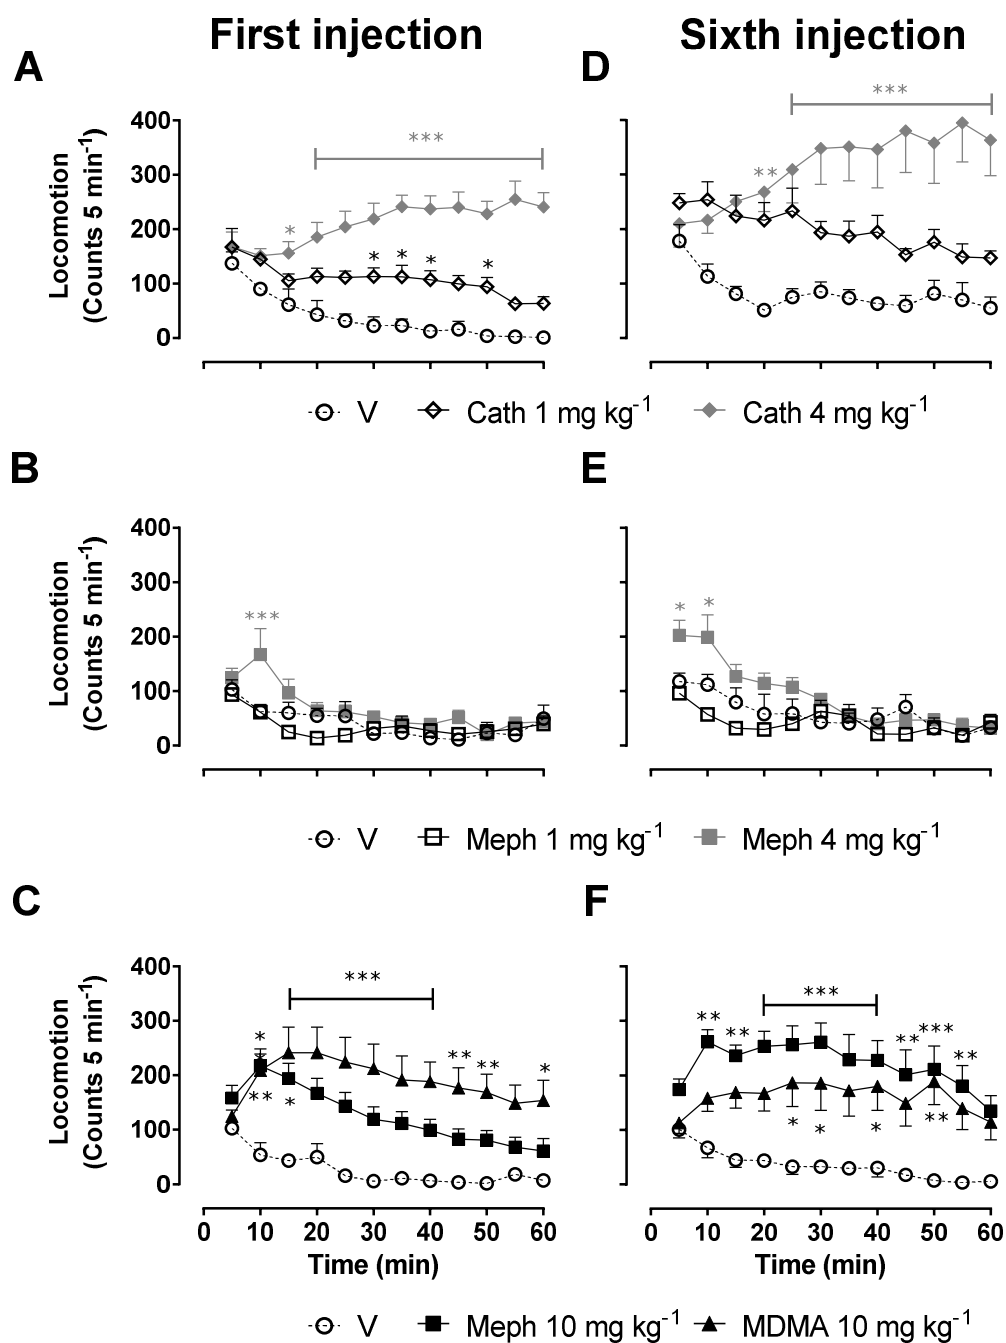 First injection
Sixth injection
A
D
Locomotion
(Counts 5 min-1)
400
300
200
100
0
***
*
* * * *
***
**
V Cath 1 mg kg-1 Cath 4 mg kg-1
B
E
Locomotion
(Counts 5 min-1)
400
300
200
100
0
***
* *
V Meph 1 mg kg-1 Meph 4 mg kg-1
C
F
Locomotion
(Counts 5 min-1)
400
300
200
100
0
***
*
** ** *
** *
***
** ** ** *** **
* * * **
0 10 20 30 40 50 60
Time (min)
0 10 20 30 40 50 60
Time (min)
V Meph 10 mg kg-1 MDMA 10 mg kg-1